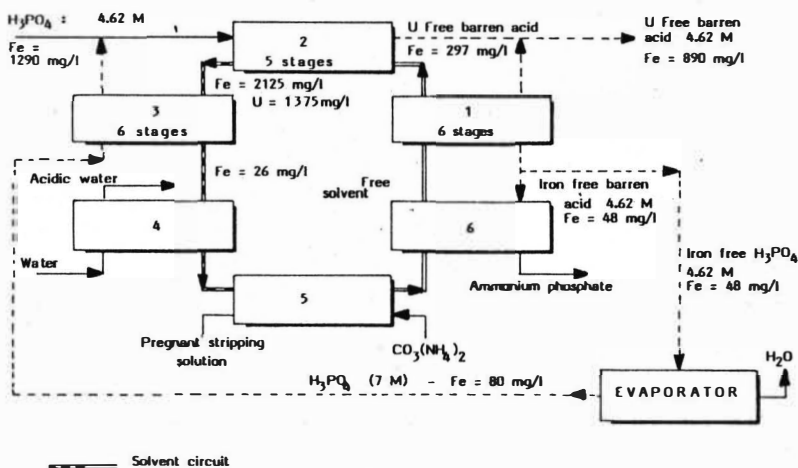 H₃PO₄ : 4.62 M
Fe =
1290 mg/l
2
5 stages
U Free barren acid
Fe = 297 mg/l
U Free barren
acid 4.62 M
Fe = 890 mg/l
Fe = 2125 mg/l
U = 1375mg/l
3
6 stages
1
6 stages
Fe = 26 mg/l
Free
solvent
Acidic water
4
Water
6
Iron free barren
acid 4.62 M
Fe = 48 mg/l
Iron free H₃PO₄
4.62 M
Fe = 48 mg/l
Ammonium phosphate
5
Pregnant stripping
solution
CO₃(NH₄)₂
H₃PO₄ (7 M) - Fe = 80 mg/l
EVAPORATOR
H₂O
Solvent circuit